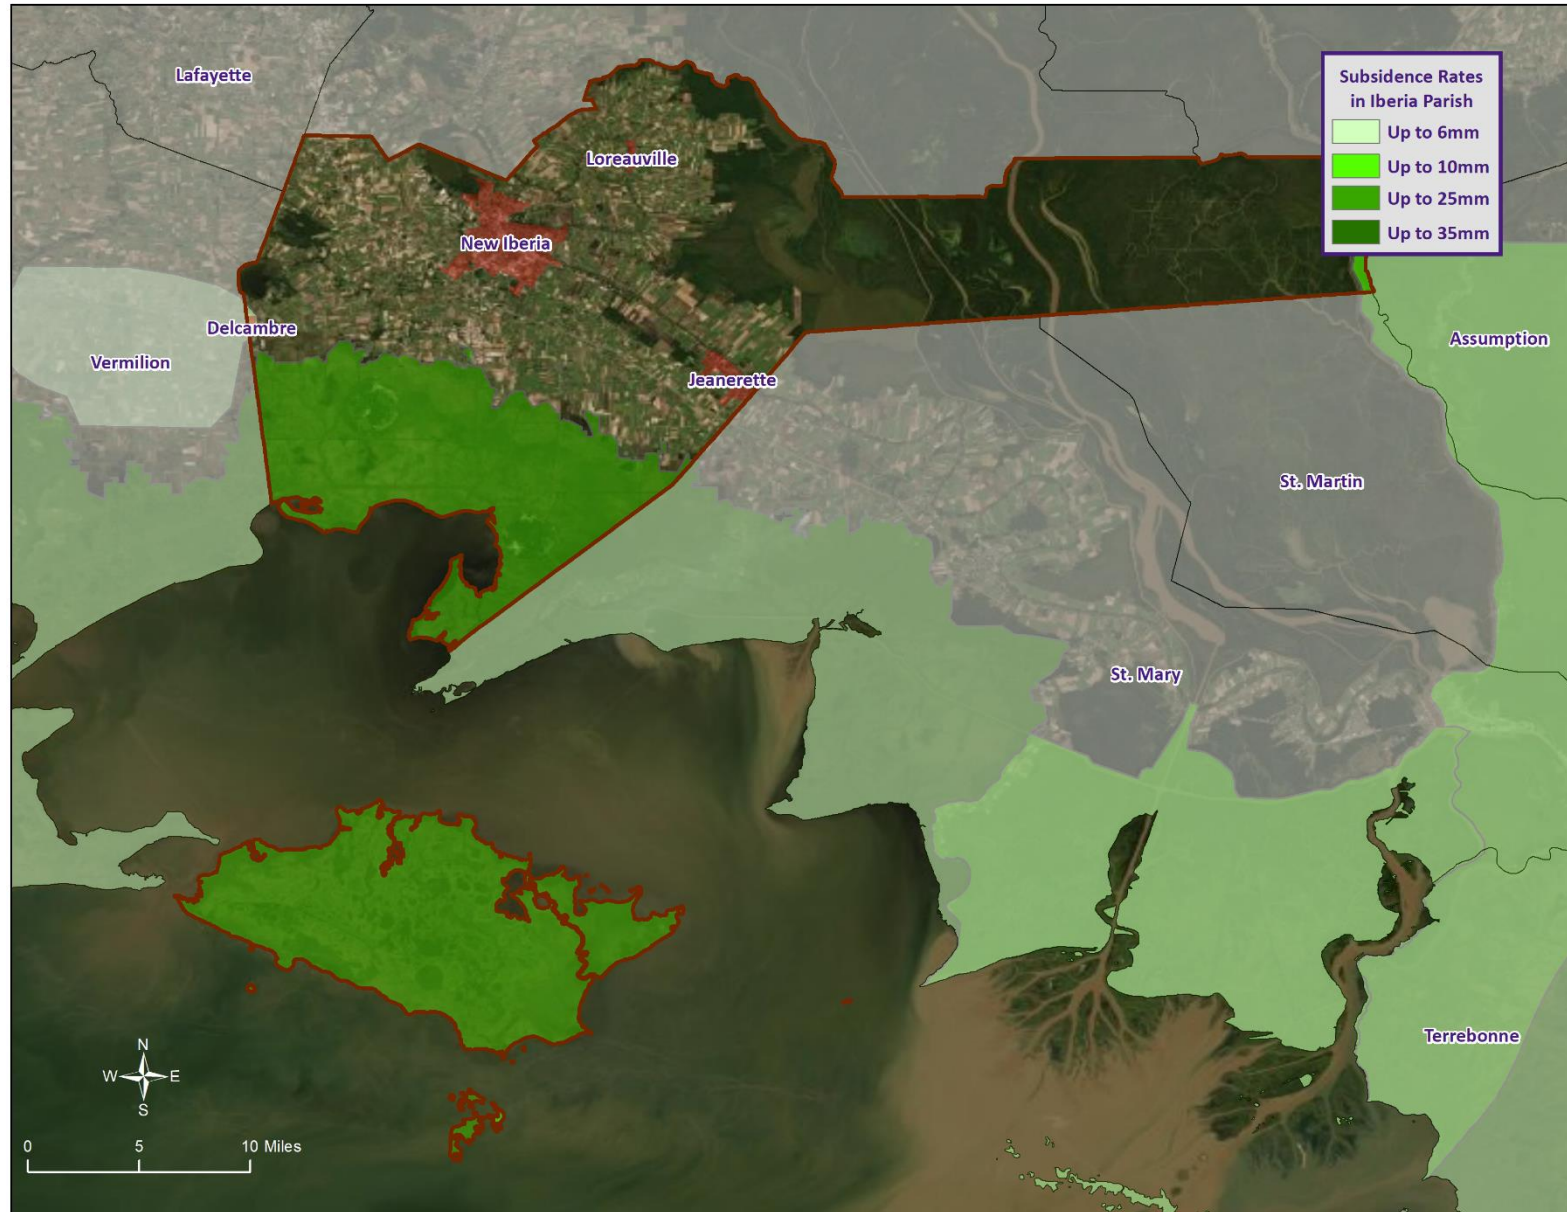 Lafayette
Subsidence Rates
in Iberia Parish
Up to 6mm
Up to 10mm
Up to 25mm
Up to 35mm
Loreauville
New Iberia
Delcambre
Vermilion
Assumption
Jeanerette
St. Martin
St. Mary
Terrebonne
N
W E
S
0 5 10 Miles